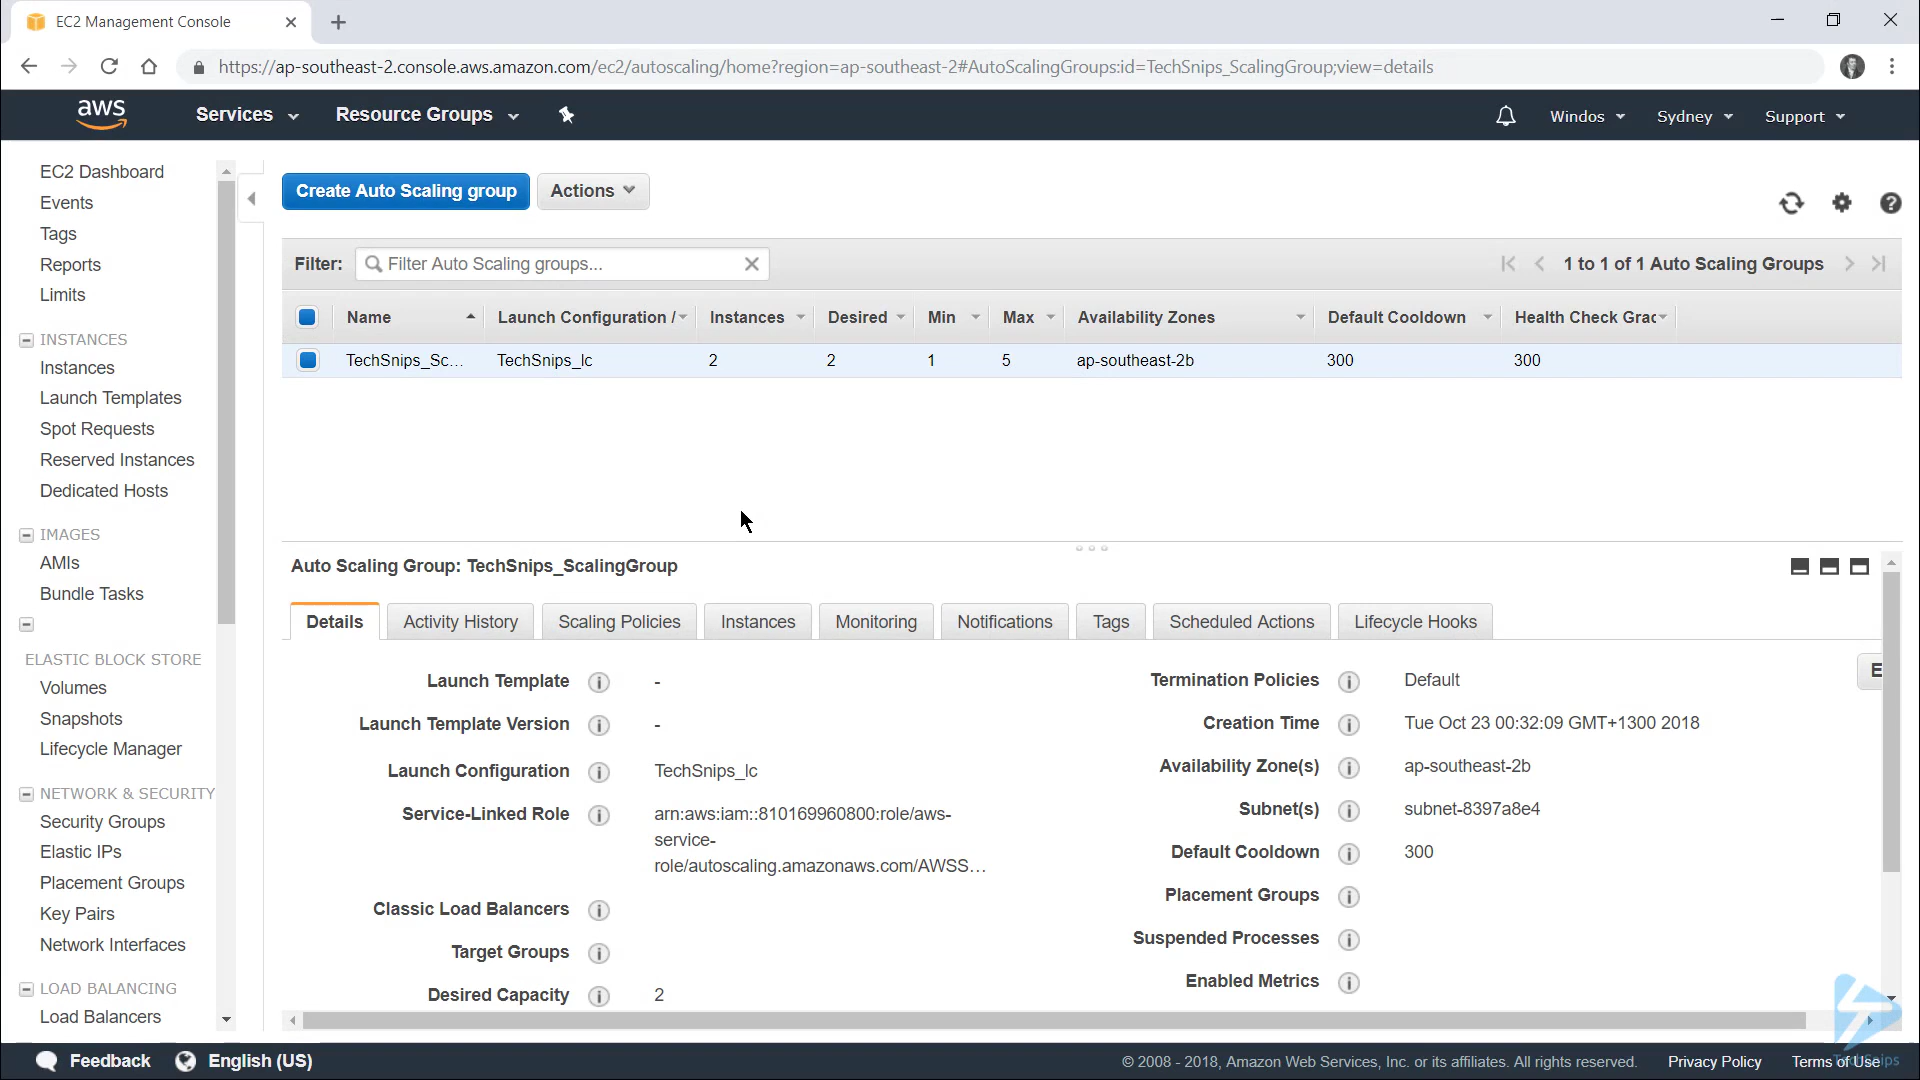 EC2 Management Console
https://ap-southeast-2.console.aws.amazon.com/ec2/autoscaling/home?region=ap-southeast-2#AutoScalingGroups:id=TechSnips_ScalingGroup;view=details
aws
Services
Resource Groups
Windos
Sydney
Support
EC2 Dashboard
Events
Tags
Reports
Limits
INSTANCES
Instances
Launch Templates
Spot Requests
Reserved Instances
Dedicated Hosts
IMAGES
AMIs
Bundle Tasks
ELASTIC BLOCK STORE
Volumes
Snapshots
Lifecycle Manager
NETWORK & SECURITY
Security Groups
Elastic IPs
Placement Groups
Key Pairs
Network Interfaces
LOAD BALANCING
Load Balancers
Create Auto Scaling group
Actions
Filter: Filter Auto Scaling groups...
1 to 1 of 1 Auto Scaling Groups
Name Launch Configuration / Instances Desired Min Max Availability Zones Default Cooldown Health Check Grac
TechSnips_Sc... TechSnips_lc 2 2 1 5 ap-southeast-2b 300 300
Auto Scaling Group: TechSnips_ScalingGroup
Details Activity History Scaling Policies Instances Monitoring Notifications Tags Scheduled Actions Lifecycle Hooks
Launch Template -
Launch Template Version -
Launch Configuration TechSnips_lc
Service-Linked Role arn:aws:iam::810169960800:role/aws-
service-
role/autoscaling.amazonaws.com/AWSS...
Classic Load Balancers
Target Groups
Desired Capacity 2
E
Termination Policies Default
Creation Time Tue Oct 23 00:32:09 GMT+1300 2018
Availability Zone(s) ap-southeast-2b
Subnet(s) subnet-8397a8e4
Default Cooldown 300
Placement Groups
Suspended Processes
Enabled Metrics
Feedback
English (US)
© 2008 - 2018, Amazon Web Services, Inc. or its affiliates. All rights reserved.
Privacy Policy
Terms of Use